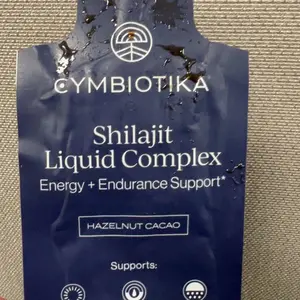 CYMBIOTIKA
Shilajit
Liquid Complex
Energy + Endurance Support*
HAZELNUT CACAO
Supports: